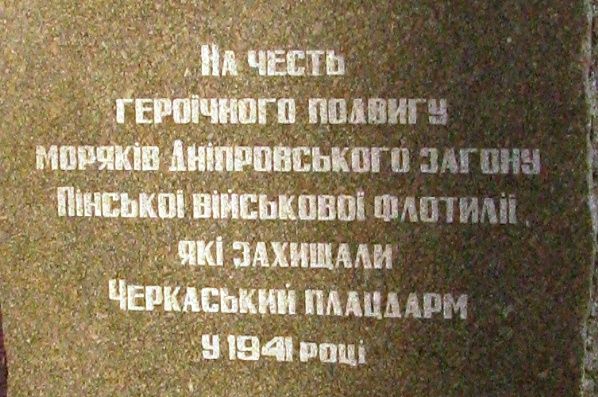 На честь
героїчного подвигу
моряків Дніпровського загону
Пінської військової флотилії,
які захищали
Черкаський плацдарм
у 1941 році